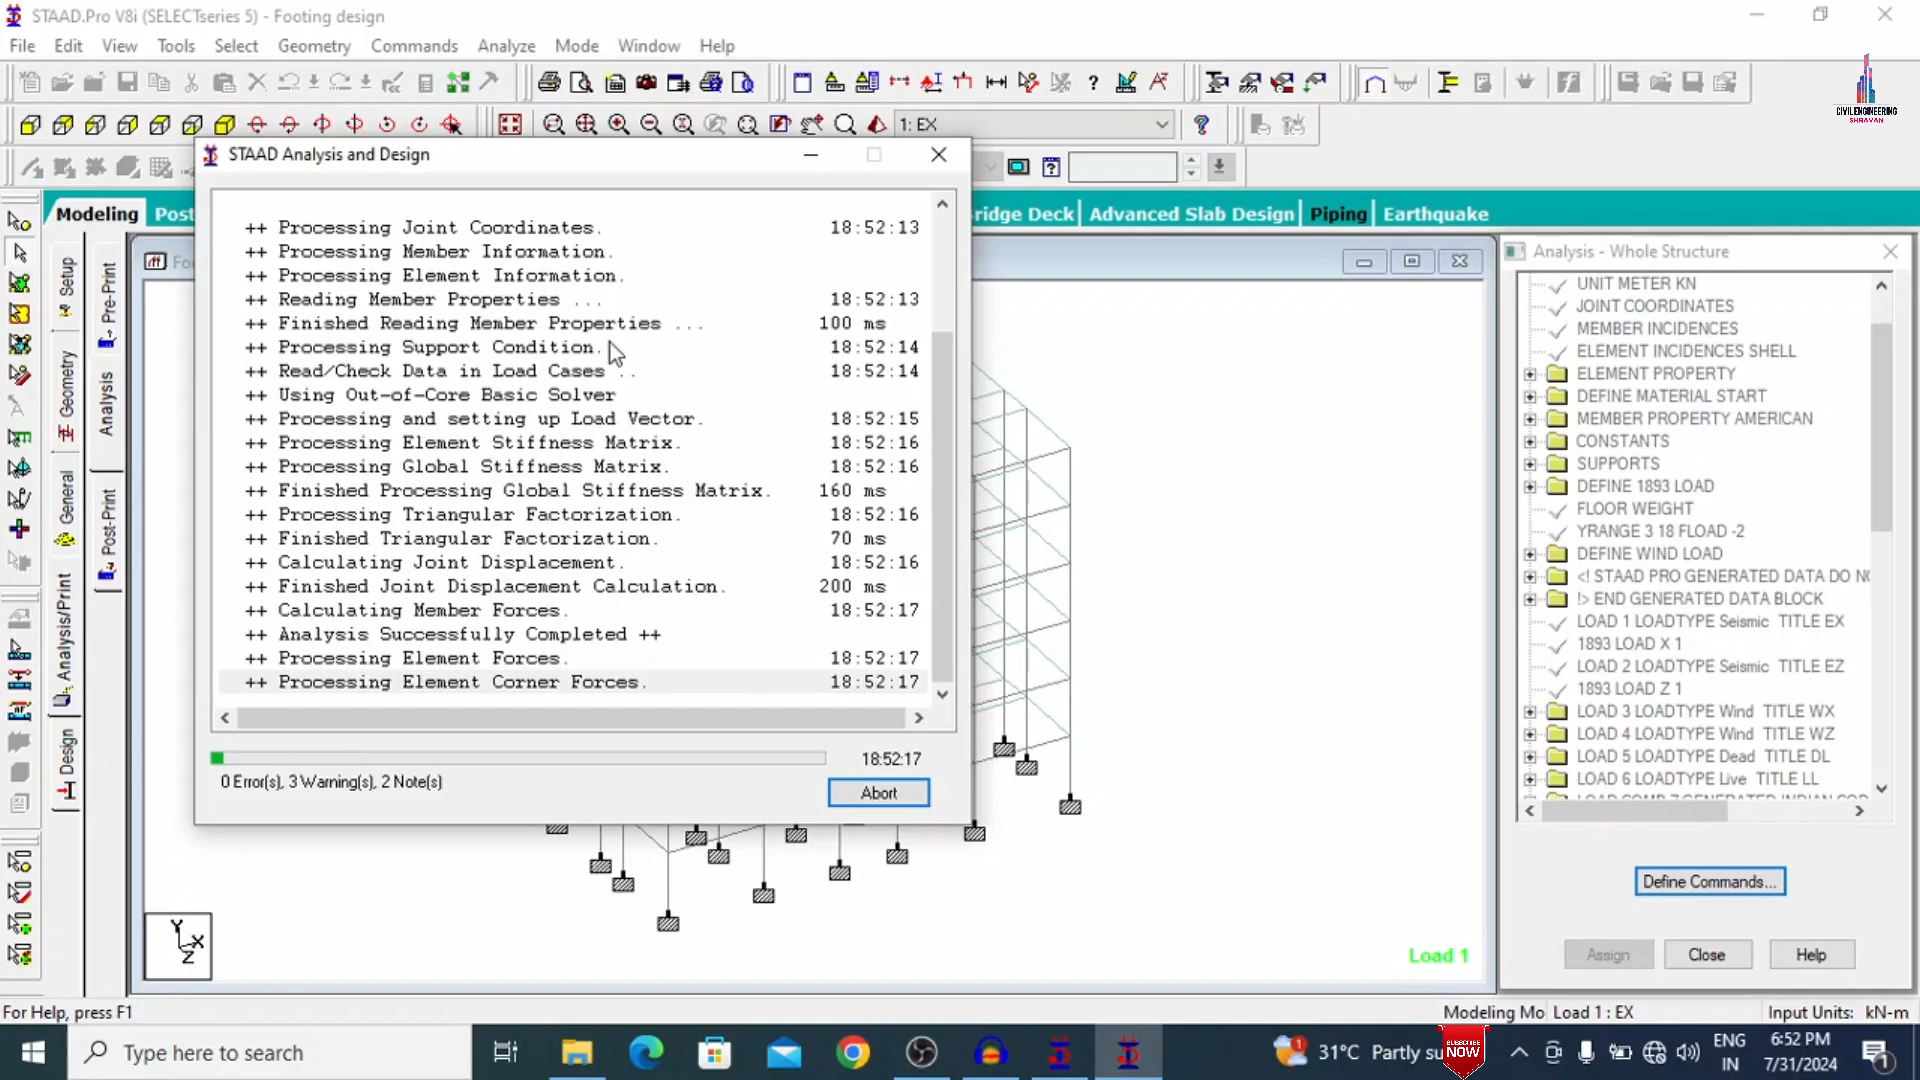 STAAD.Pro V8i (SELECTseries 5) - Footing design
File Edit View Tools Select Geometry Commands Analyze Mode Window Help
CIVILENGINEERING
SHRAVAN
1: EX
STAAD Analysis and Design
Modeling Post ridge Deck Advanced Slab Design Piping Earthquake
++ Processing Joint Coordinates. 18:52:13
++ Processing Member Information.
++ Processing Element Information.
++ Reading Member Properties ... 18:52:13
++ Finished Reading Member Properties ... 100 ms
++ Processing Support Condition. 18:52:14
++ Read/Check Data in Load Cases .. 18:52:14
++ Using Out-of-Core Basic Solver
++ Processing and setting up Load Vector. 18:52:15
++ Processing Element Stiffness Matrix. 18:52:16
++ Processing Global Stiffness Matrix. 18:52:16
++ Finished Processing Global Stiffness Matrix. 160 ms
++ Processing Triangular Factorization. 18:52:16
++ Finished Triangular Factorization. 70 ms
++ Calculating Joint Displacement. 18:52:16
++ Finished Joint Displacement Calculation. 200 ms
++ Calculating Member Forces. 18:52:17
++ Analysis Successfully Completed ++
++ Processing Element Forces. 18:52:17
++ Processing Element Corner Forces. 18:52:17
18:52:17
0 Error(s), 3 Warning(s), 2 Note(s)
Abort
Setup
Geometry
General
Analysis/Print
Design
Pre-Print
Analysis
Post-Print
Foo
Analysis - Whole Structure
UNIT METER KN
JOINT COORDINATES
MEMBER INCIDENCES
ELEMENT INCIDENCES SHELL
ELEMENT PROPERTY
DEFINE MATERIAL START
MEMBER PROPERTY AMERICAN
CONSTANTS
SUPPORTS
DEFINE 1893 LOAD
FLOOR WEIGHT
YRANGE 3 18 FLOAD -2
DEFINE WIND LOAD
<! STAAD PRO GENERATED DATA DO NO
!> END GENERATED DATA BLOCK
LOAD 1 LOADTYPE Seismic TITLE EX
1893 LOAD X 1
LOAD 2 LOADTYPE Seismic TITLE EZ
1893 LOAD Z 1
LOAD 3 LOADTYPE Wind TITLE WX
LOAD 4 LOADTYPE Wind TITLE WZ
LOAD 5 LOADTYPE Dead TITLE DL
LOAD 6 LOADTYPE Live TITLE LL
LOAD COMB 7 GENERATED INDIAN COD
Define Commands...
Assign Close Help
Y
X
Z
Load 1
For Help, press F1
Modeling Mo Load 1 : EX Input Units: kN-m
Type here to search
31°C Partly su
SUBSCRIBE
NOW
ENG
IN
6:52 PM
7/31/2024
1